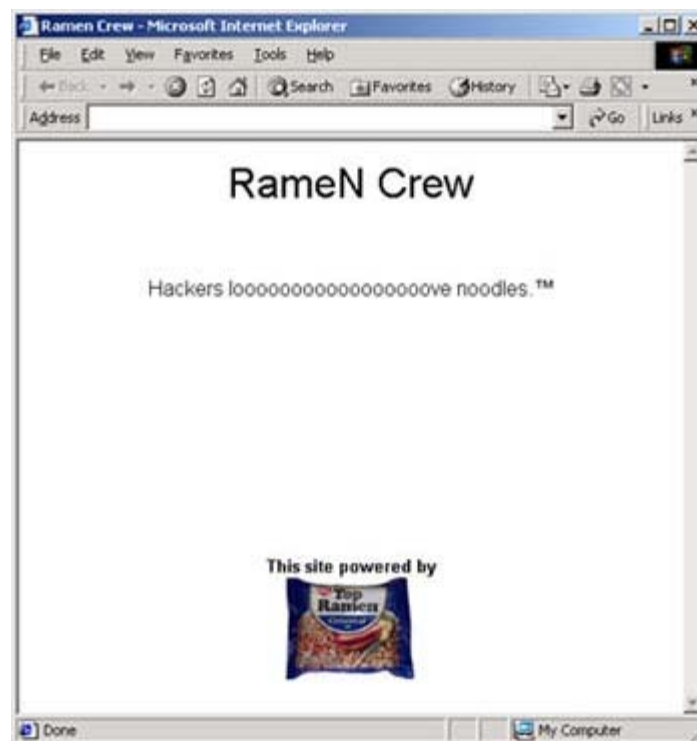 Ramen Crew - Microsoft Internet Explorer
File Edit View Favorites Tools Help
Back Search Favorites History
Address Go Links
RameN Crew
Hackers looooooooooooooooove noodles.™
This site powered by
Top
Ramen
Done My Computer